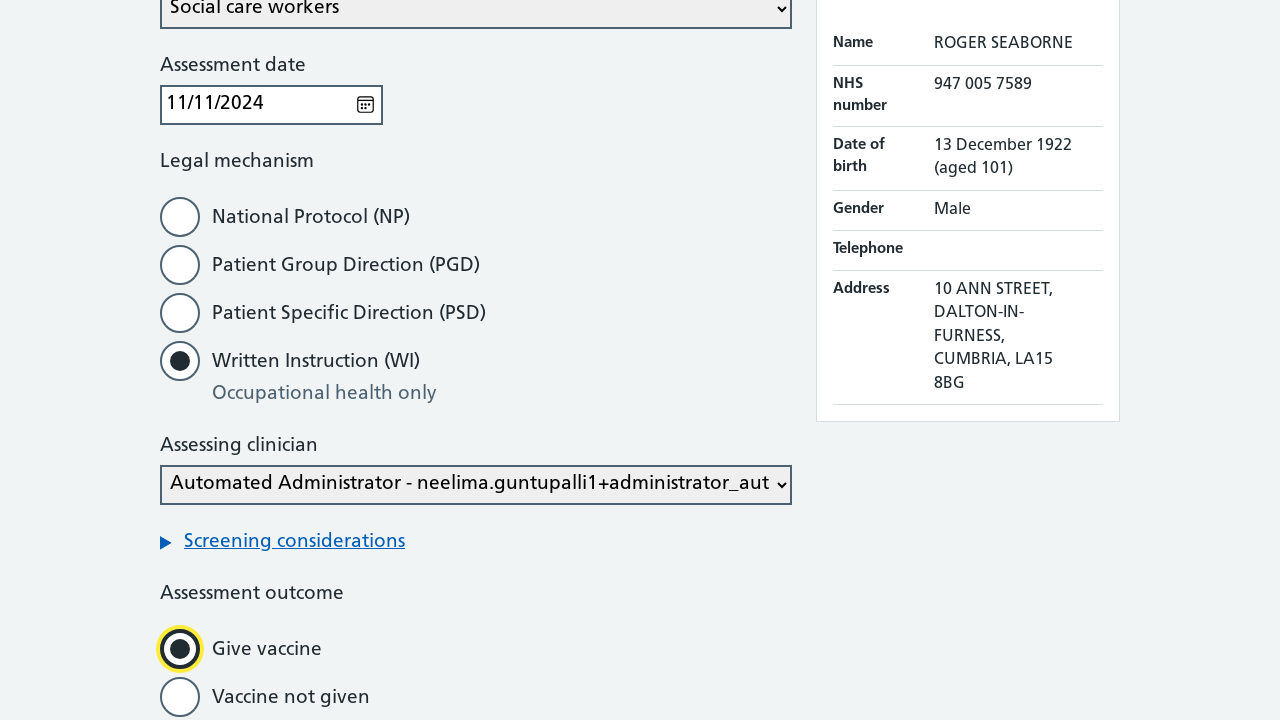 Social care workers
Assessment date
11/11/2024
Legal mechanism
National Protocol (NP)
Patient Group Direction (PGD)
Patient Specific Direction (PSD)
Written Instruction (WI)
Occupational health only
Assessing clinician
Automated Administrator - neelima.guntupalli1+administrator_aut
Screening considerations
Assessment outcome
Give vaccine
Vaccine not given
Name ROGER SEABORNE
NHS number 947 005 7589
Date of birth 13 December 1922 (aged 101)
Gender Male
Telephone
Address 10 ANN STREET,
DALTON-IN-
FURNESS,
CUMBRIA, LA15
8BG